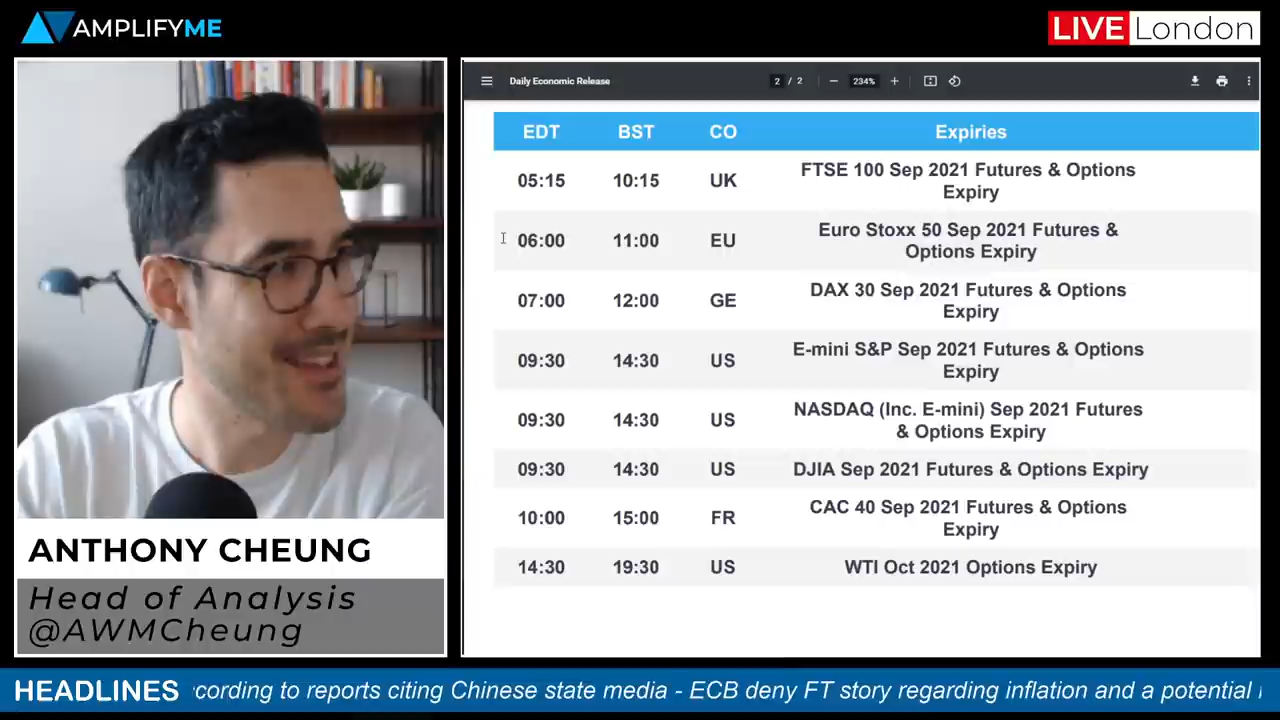 AMPLIFYME
LIVE London
Daily Economic Release
2 / 2
234%
EDT BST CO Expiries
05:15 10:15 UK FTSE 100 Sep 2021 Futures & Options
Expiry
06:00 11:00 EU Euro Stoxx 50 Sep 2021 Futures &
Options Expiry
07:00 12:00 GE DAX 30 Sep 2021 Futures & Options
Expiry
09:30 14:30 US E-mini S&P Sep 2021 Futures & Options
Expiry
09:30 14:30 US NASDAQ (Inc. E-mini) Sep 2021 Futures
& Options Expiry
09:30 14:30 US DJIA Sep 2021 Futures & Options Expiry
10:00 15:00 FR CAC 40 Sep 2021 Futures & Options
Expiry
14:30 19:30 US WTI Oct 2021 Options Expiry
ANTHONY CHEUNG
Head of Analysis
@AWMCheung
HEADLINES to reports citing Chinese state media - ECB deny FT story regarding inflation and a potential